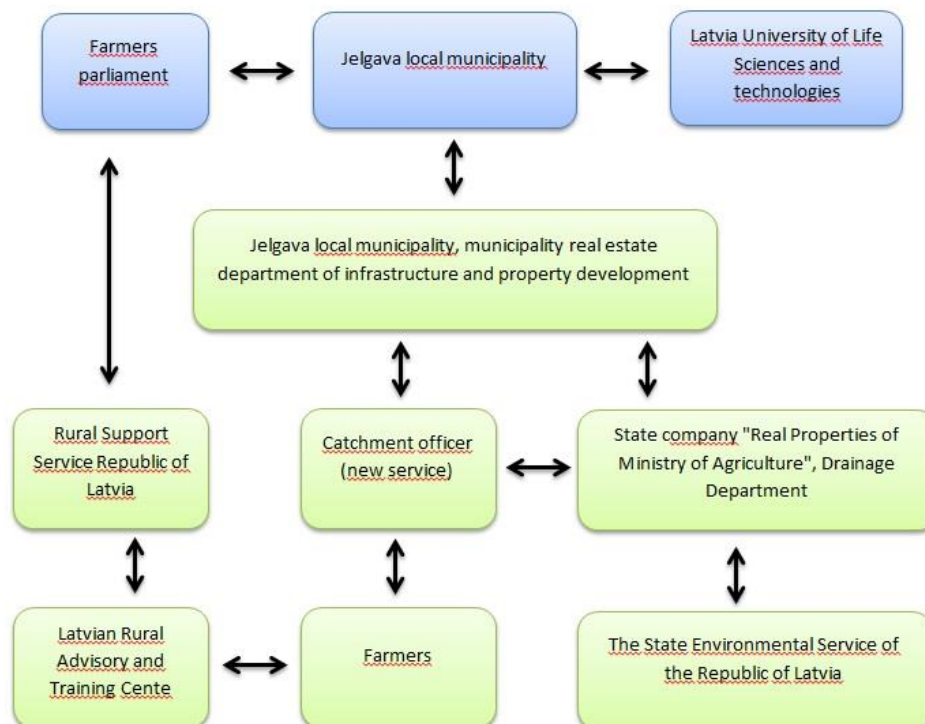 Farmers
parliament
Jelgava local municipality
Latvia University of Life
Sciences and
technologies
Jelgava local municipality, municipality real estate
department of infrastructure and property development
Rural Support
Service Republic of
Latvia
Catchment officer
(new service)
State company "Real Properties of
Ministry of Agriculture", Drainage
Department
Latvian Rural
Advisory and
Training Cente
Farmers
The State Environmental Service of
the Republic of Latvia